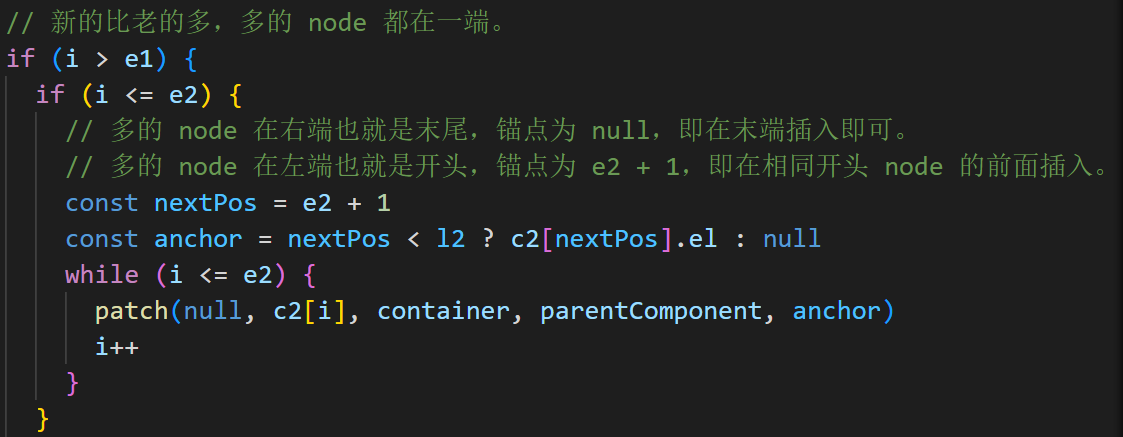 // 新的比老的多，多的 node 都在一端。
if (i > e1) {
  if (i <= e2) {
    // 多的 node 在右端也就是末尾，锚点为 null，即在末端插入即可。
    // 多的 node 在左端也就是开头，锚点为 e2 + 1，即在相同开头 node 的前面插入。
    const nextPos = e2 + 1
    const anchor = nextPos < l2 ? c2[nextPos].el : null
    while (i <= e2) {
      patch(null, c2[i], container, parentComponent, anchor)
      i++
    }
  }